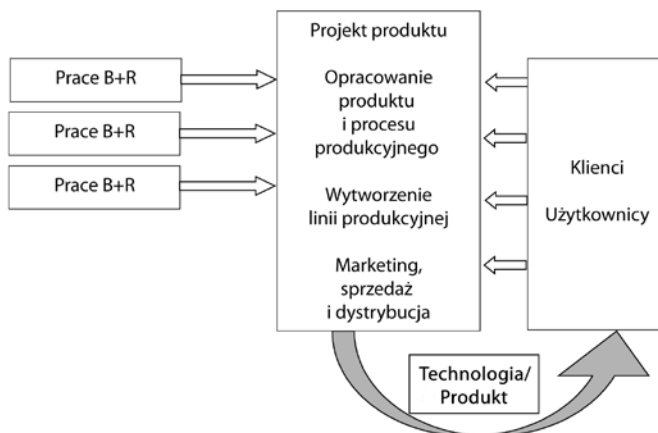 Prace B+R
Prace B+R
Prace B+R
Projekt produktu
Opracowanie
produktu
i procesu
produkcyjnego
Wytworzenie
linii produkcyjnej
Marketing,
sprzedaż
i dystrybucja
Klienci
Użytkownicy
Technologia/
Produkt